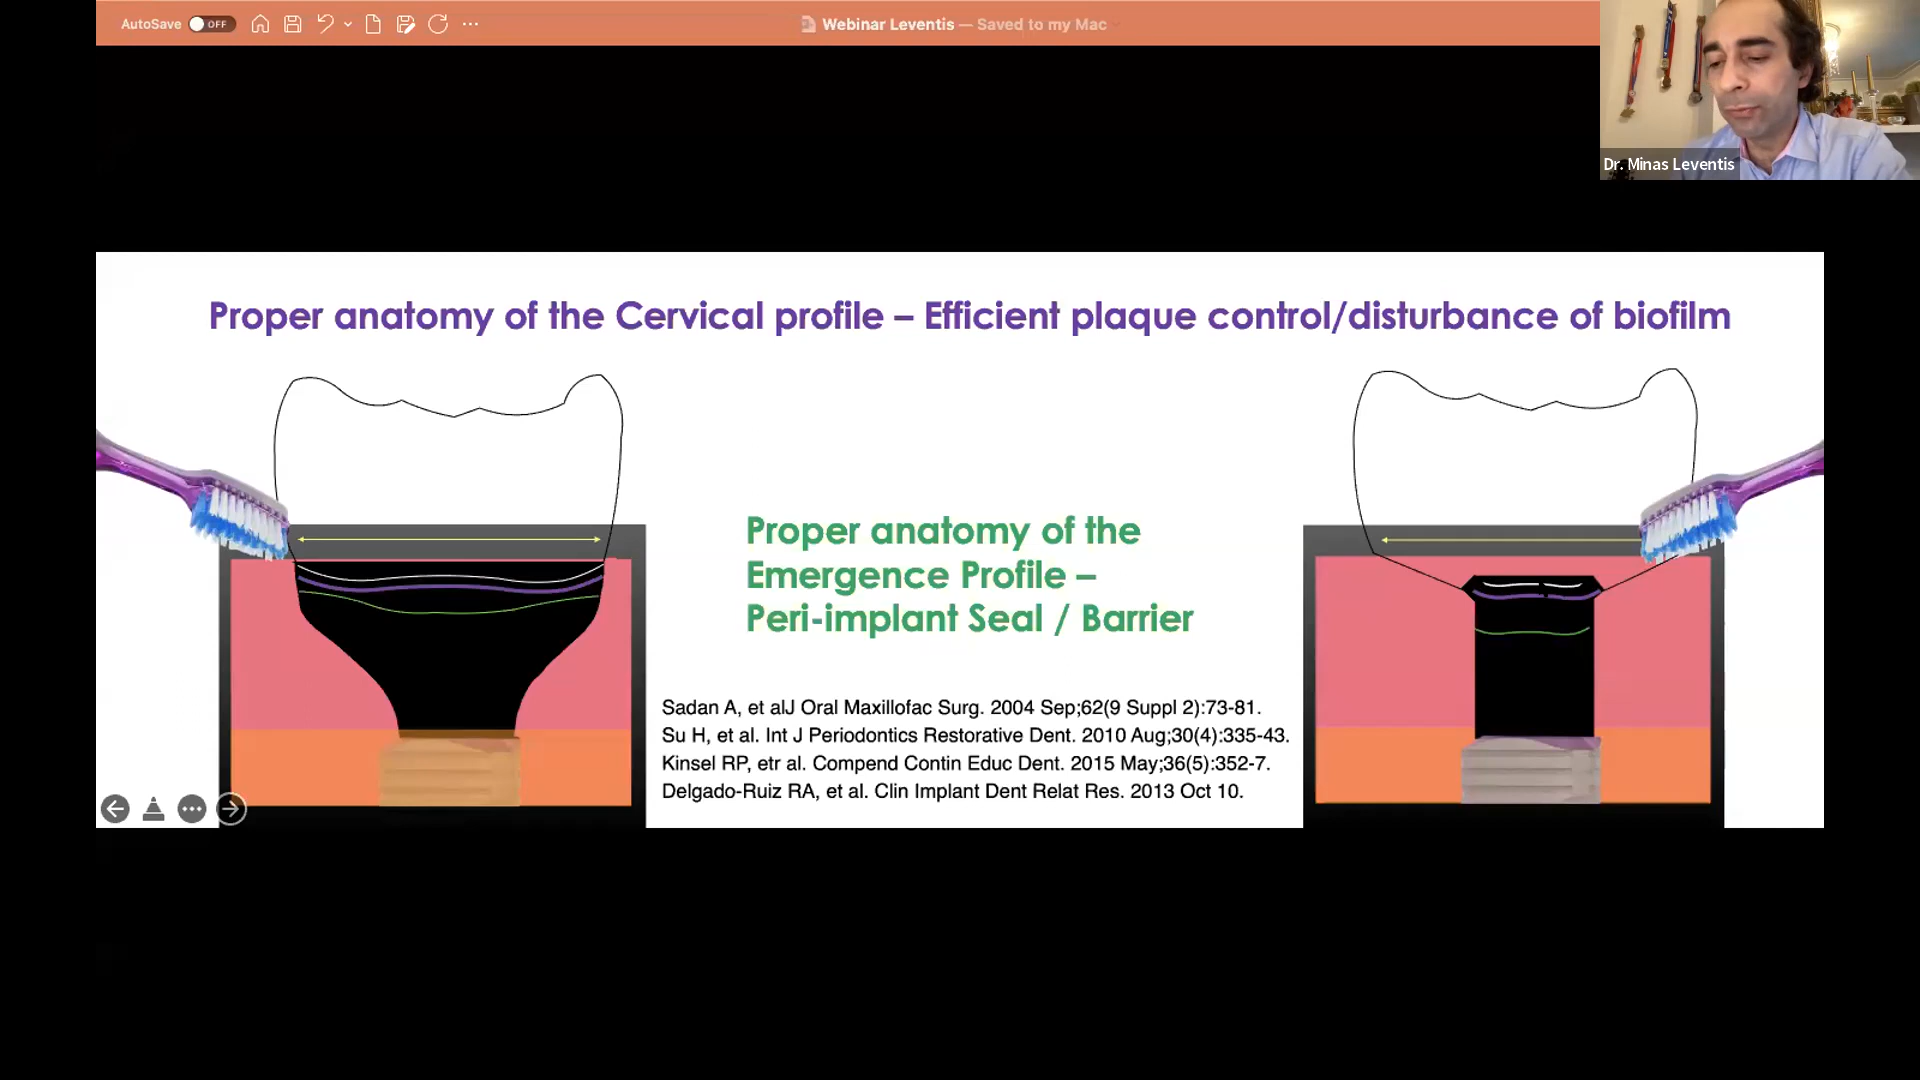 AutoSave OFF
Webinar Leventis — Saved to my Mac
Dr. Minas Leventis
Proper anatomy of the Cervical profile – Efficient plaque control/disturbance of biofilm
Proper anatomy of the
Emergence Profile –
Peri-implant Seal / Barrier
Sadan A, et alJ Oral Maxillofac Surg. 2004 Sep;62(9 Suppl 2):73-81.
Su H, et al. Int J Periodontics Restorative Dent. 2010 Aug;30(4):335-43.
Kinsel RP, etr al. Compend Contin Educ Dent. 2015 May;36(5):352-7.
Delgado-Ruiz RA, et al. Clin Implant Dent Relat Res. 2013 Oct 10.